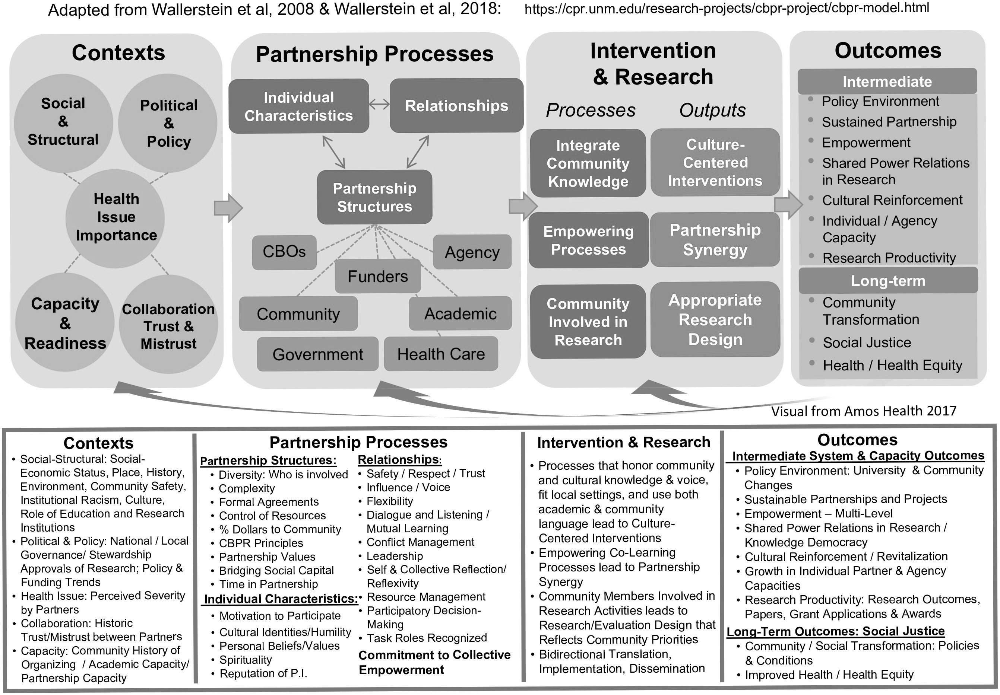 Adapted from Wallerstein et al, 2008 & Wallerstein et al, 2018: https://cpr.unm.edu/research-projects/cbpr-project/cbpr-model.html
Contexts
Social
&
Structural
Political
&
Policy
Health
Issue
Importance
Capacity
&
Readiness
Collaboration
Trust &
Mistrust
Partnership Processes
Individual
Characteristics
Relationships
Partnership
Structures
CBOs
Agency
Funders
Community
Academic
Government
Health Care
Intervention
& Research
Processes
Outputs
Integrate
Community
Knowledge
Culture-
Centered
Interventions
Empowering
Processes
Partnership
Synergy
Community
Involved in
Research
Appropriate
Research
Design
Outcomes
Intermediate
• Policy Environment
• Sustained Partnership
• Empowerment
• Shared Power Relations
in Research
• Cultural Reinforcement
• Individual / Agency
Capacity
• Research Productivity
Long-term
• Community
Transformation
• Social Justice
• Health / Health Equity
Visual from Amos Health 2017
Contexts
• Social-Structural: Social-
Economic Status, Place, History,
Environment, Community Safety,
Institutional Racism, Culture,
Role of Education and Research
Institutions
• Political & Policy: National / Local
Governance/ Stewardship
Approvals of Research; Policy &
Funding Trends
• Health Issue: Perceived Severity
by Partners
• Collaboration: Historic
Trust/Mistrust between Partners
• Capacity: Community History of
Organizing / Academic Capacity/
Partnership Capacity
Partnership Processes
Partnership Structures:
• Diversity: Who is involved
• Complexity
• Formal Agreements
• Control of Resources
• % Dollars to Community
• CBPR Principles
• Partnership Values
• Bridging Social Capital
• Time in Partnership
Individual Characteristics:
• Motivation to Participate
• Cultural Identities/Humility
• Personal Beliefs/Values
• Spirituality
• Reputation of P.I.
Relationships:
• Safety / Respect / Trust
• Influence / Voice
• Flexibility
• Dialogue and Listening /
Mutual Learning
• Conflict Management
• Leadership
• Self & Collective Reflection/
Reflexivity
• Resource Management
• Participatory Decision-
Making
• Task Roles Recognized
Commitment to Collective
Empowerment
Intervention & Research
• Processes that honor community
and cultural knowledge & voice,
fit local settings, and use both
academic & community
language lead to Culture-
Centered Interventions
• Empowering Co-Learning
Processes lead to Partnership
Synergy
• Community Members Involved in
Research Activities leads to
Research/Evaluation Design that
Reflects Community Priorities
• Bidirectional Translation,
Implementation, Dissemination
Outcomes
Intermediate System & Capacity Outcomes
• Policy Environment: University & Community
Changes
• Sustainable Partnerships and Projects
• Empowerment – Multi-Level
• Shared Power Relations in Research /
Knowledge Democracy
• Cultural Reinforcement / Revitalization
• Growth in Individual Partner & Agency
Capacities
• Research Productivity: Research Outcomes,
Papers, Grant Applications & Awards
Long-Term Outcomes: Social Justice
• Community / Social Transformation: Policies
& Conditions
• Improved Health / Health Equity